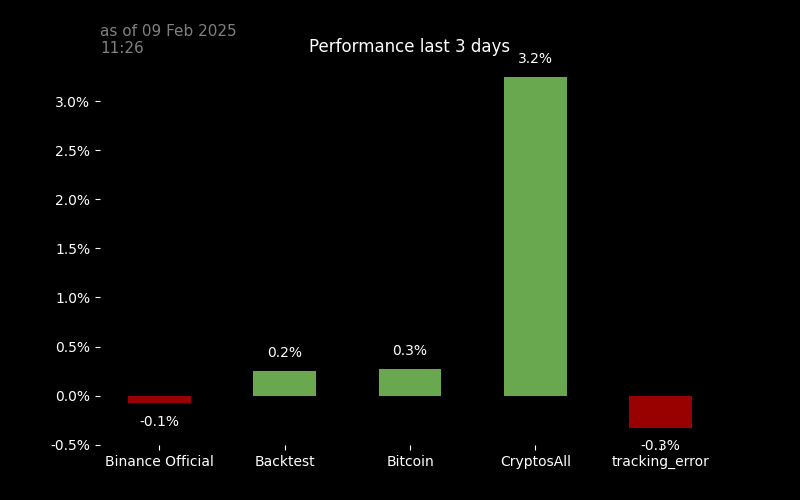 as of 09 Feb 2025
11:26
Performance last 3 days
3.2%
3.0%
2.5%
2.0%
1.5%
1.0%
0.5%
0.0%
-0.5%
0.2%
0.3%
-0.1%
-0.3%
Binance Official
Backtest
Bitcoin
CryptosAll
tracking_error